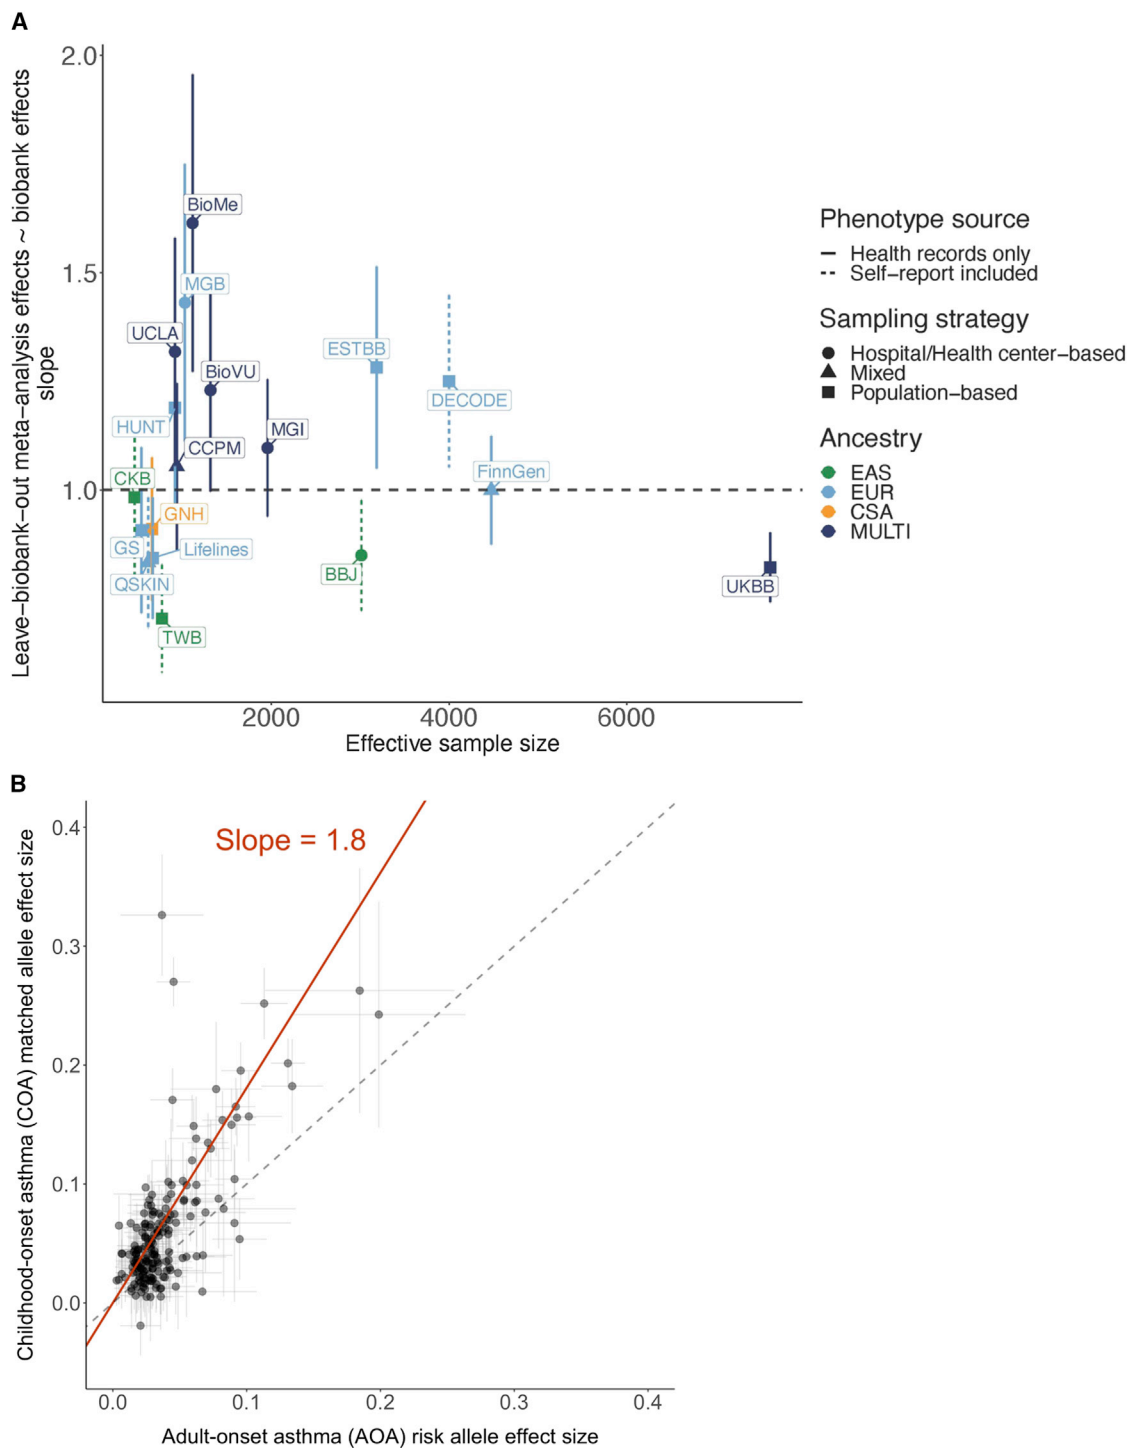 A
Leave−biobank−out meta−analysis effects ~ biobank effects
slope
2.0
1.5
1.0
BioMe
MGB
UCLA
BioVU
ESTBB
DECODE
HUNT
MGI
CCPM
FinnGen
CKB
GNH
GS
Lifelines
QSKIN
BBJ
UKBB
TWB
2000
4000
6000
Effective sample size
Phenotype source
Health records only
Self−report included
Sampling strategy
Hospital/Health center−based
Mixed
Population−based
Ancestry
EAS
EUR
CSA
MULTI
B
Childhood-onset asthma (COA) matched allele effect size
0.4
0.3
0.2
0.1
0.0
Slope = 1.8
0.0
0.1
0.2
0.3
0.4
Adult-onset asthma (AOA) risk allele effect size